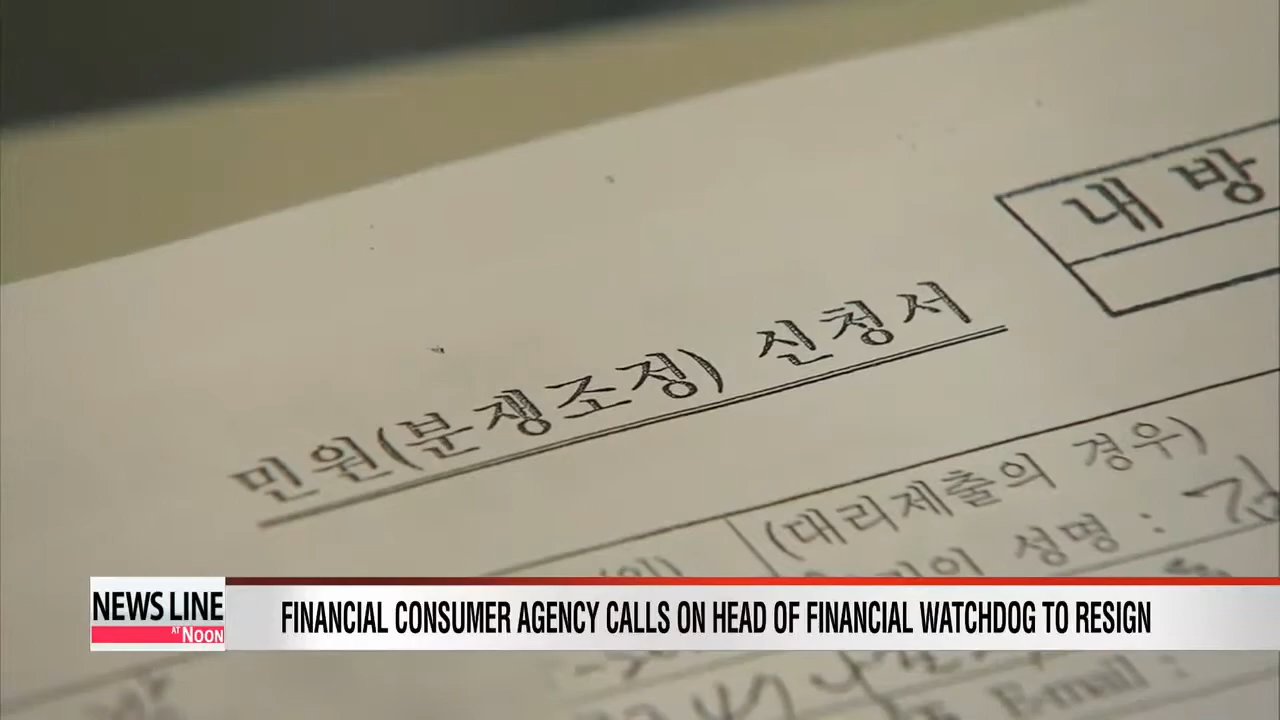 내 방
민원(분쟁조정) 신청서
(대리제출의 경우)
성명 :
NEWS LINE
AT NOON
FINANCIAL CONSUMER AGENCY CALLS ON HEAD OF FINANCIAL WATCHDOG TO RESIGN
E-mail :